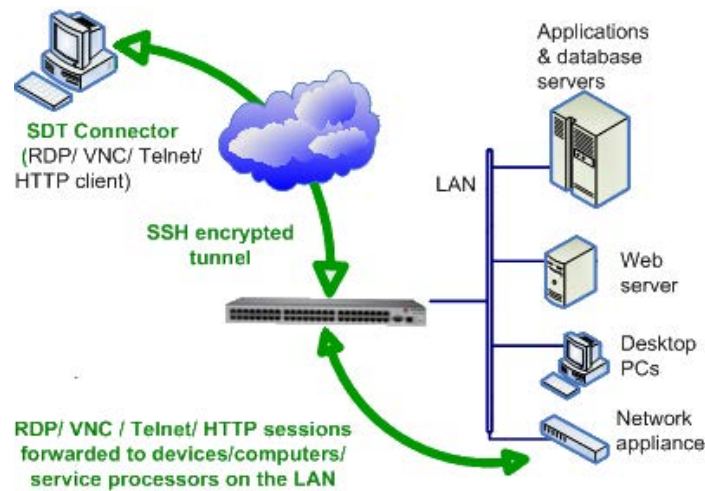 Applications
& database
servers
SDT Connector
(RDP/ VNC/ Telnet/
HTTP client)
LAN
SSH encrypted
tunnel
Web
server
Desktop
PCs
Network
appliance
RDP/ VNC / Telnet/ HTTP sessions
forwarded to devices/computers/
service processors on the LAN